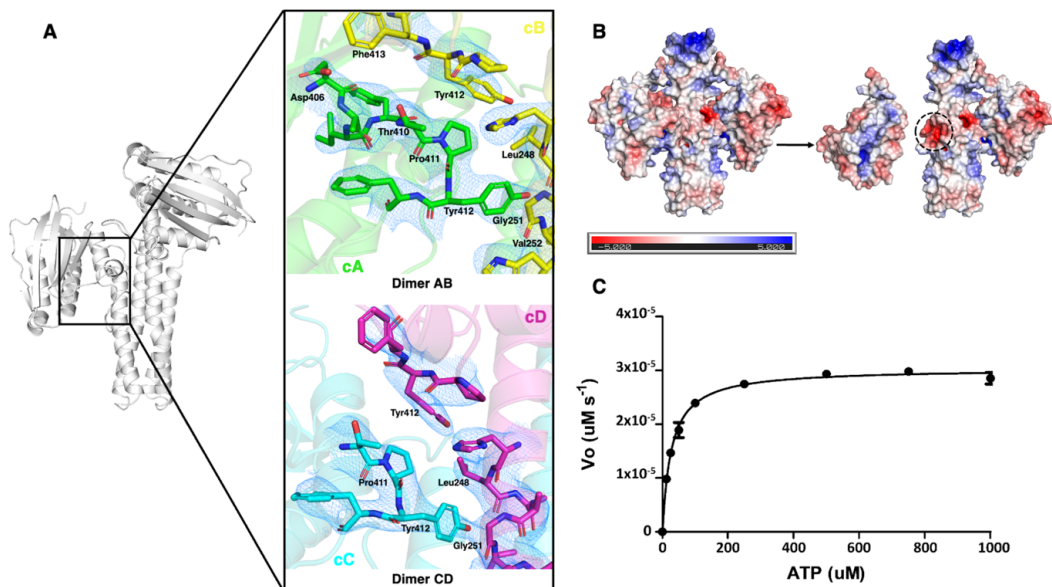 A
cB
Phe413
Tyr412
Asp406
Thr410
Leu248
Pro411
Tyr412
Gly251
Val252
cA
Dimer AB
cD
Tyr412
Pro411
Leu248
Tyr412
Gly251
cC
Dimer CD
B
-5.000
5.000
C
Vo (uM s-1)
4x10-5
3x10-5
2x10-5
1x10-5
0
0
200
400
600
800
1000
ATP (uM)